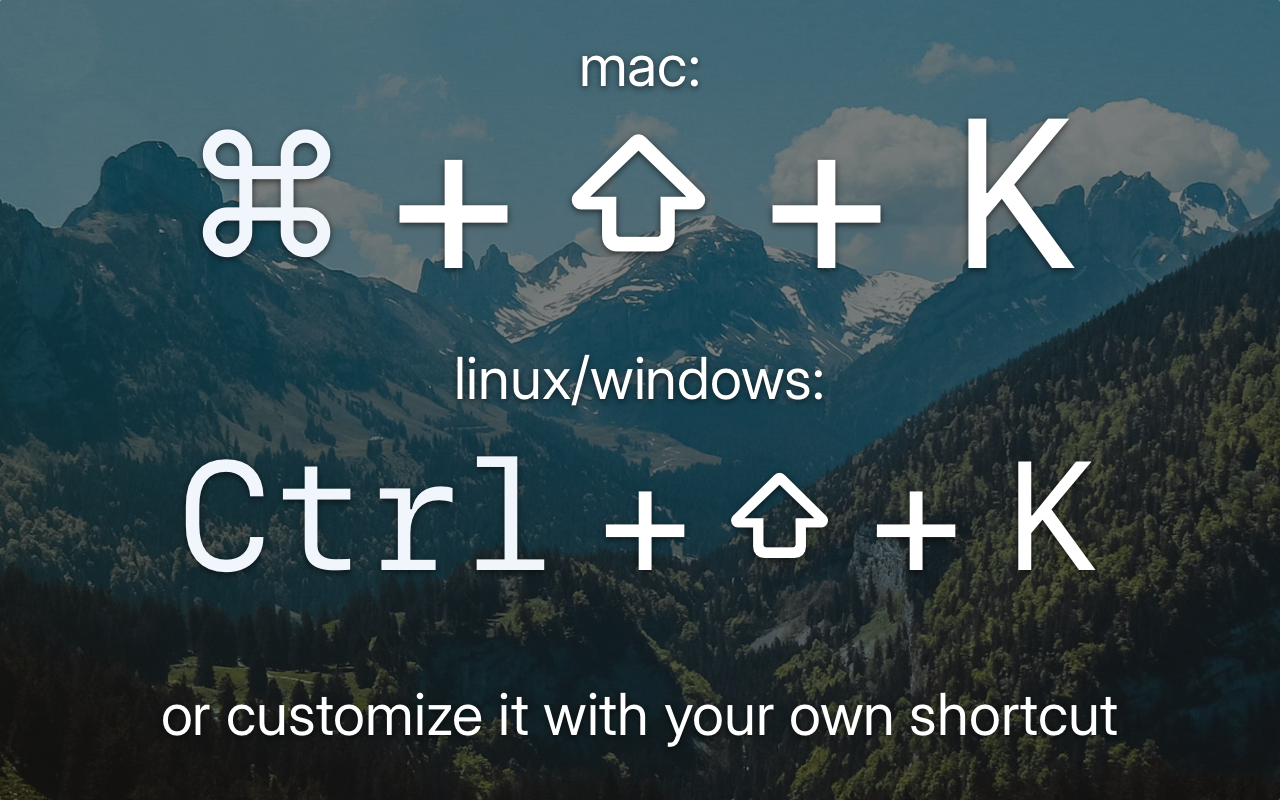 mac:
⌘ + ⇧ + K
linux/windows:
Ctrl + ⇧ + K
or customize it with your own shortcut